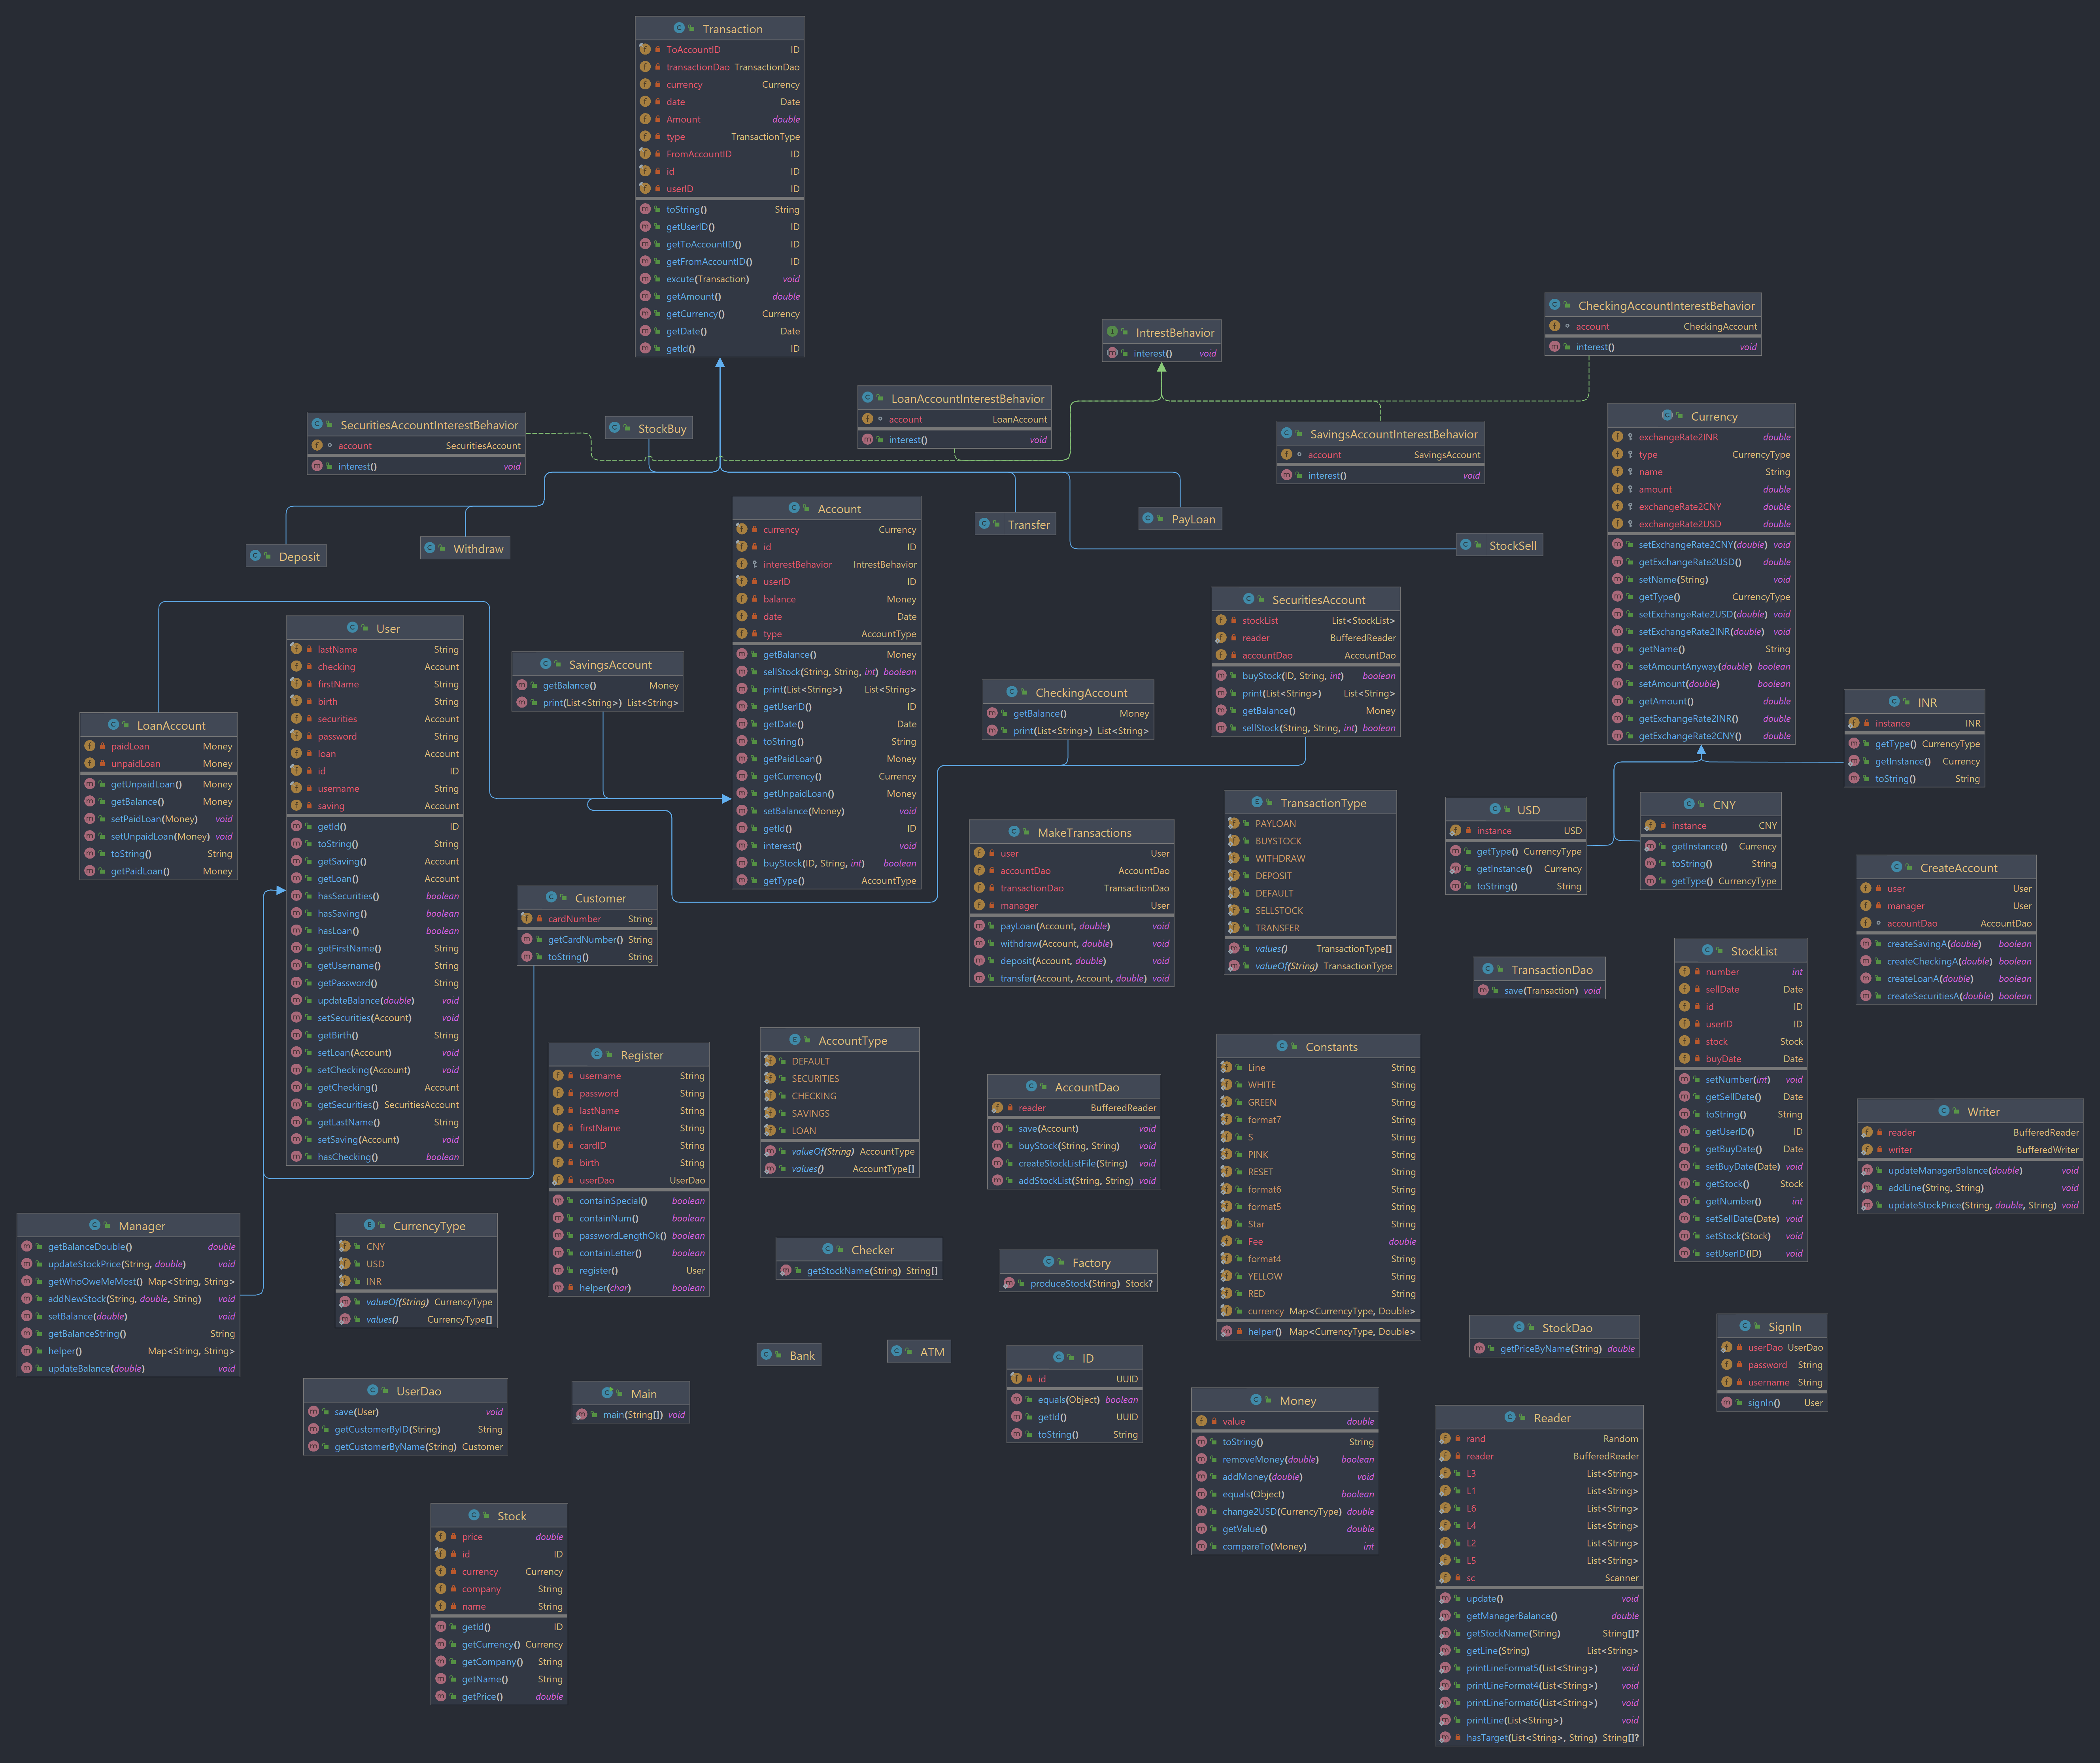 Transaction
ToAccountID ID
transactionDao TransactionDao
currency Currency
date Date
Amount double
type TransactionType
FromAccountID ID
id ID
userID ID
toString() String
getUserID() ID
getToAccountID() ID
getFromAccountID() ID
excute(Transaction) void
getAmount() double
getCurrency() Currency
getDate() Date
getId() ID
IntrestBehavior
interest() void
CheckingAccountInterestBehavior
account CheckingAccount
interest() void
SecuritiesAccountInterestBehavior
account SecuritiesAccount
interest() void
StockBuy
LoanAccountInterestBehavior
account LoanAccount
interest() void
SavingsAccountInterestBehavior
account SavingsAccount
interest() void
Currency
exchangeRate2INR double
type CurrencyType
name String
amount double
exchangeRate2CNY double
exchangeRate2USD double
setExchangeRate2CNY(double) void
getExchangeRate2USD() double
setName(String) void
getType() CurrencyType
setExchangeRate2USD(double) void
setExchangeRate2INR(double) void
getName() String
setAmountAnyway(double) boolean
setAmount(double) boolean
getAmount() double
getExchangeRate2INR() double
getExchangeRate2CNY() double
Deposit
Withdraw
Transfer
PayLoan
StockSell
Account
currency Currency
id ID
interestBehavior IntrestBehavior
userID ID
balance Money
date Date
type AccountType
getBalance() Money
sellStock(String, String, int) boolean
print(List<String>) List<String>
getUserID() ID
getDate() Date
toString() String
getPaidLoan() Money
getCurrency() Currency
getUnpaidLoan() Money
setBalance(Money) void
getId() ID
interest() void
buyStock(ID, String, int) boolean
getType() AccountType
User
lastName String
checking Account
firstName String
birth String
securities Account
password String
loan Account
id ID
username String
saving Account
getId() ID
toString() String
getSaving() Account
getLoan() Account
hasSecurities() boolean
hasSaving() boolean
hasLoan() boolean
getFirstName() String
getUsername() String
getPassword() String
updateBalance(double) void
setSecurities(Account) void
getBirth() String
setLoan(Account) void
setChecking(Account) void
getChecking() Account
getSecurities() SecuritiesAccount
getLastName() String
setSaving(Account) void
hasChecking() boolean
SavingsAccount
getBalance() Money
print(List<String>) List<String>
CheckingAccount
getBalance() Money
print(List<String>) List<String>
SecuritiesAccount
stockList List<StockList>
reader BufferedReader
accountDao AccountDao
buyStock(ID, String, int) boolean
print(List<String>) List<String>
getBalance() Money
sellStock(String, String, int) boolean
LoanAccount
paidLoan Money
unpaidLoan Money
getUnpaidLoan() Money
getBalance() Money
setPaidLoan(Money) void
setUnpaidLoan(Money) void
toString() String
getPaidLoan() Money
INR
instance INR
getType() CurrencyType
getInstance() Currency
toString() String
USD
instance USD
getType() CurrencyType
getInstance() Currency
toString() String
CNY
instance CNY
getInstance() Currency
toString() String
getType() CurrencyType
TransactionType
PAYLOAN
BUYSTOCK
WITHDRAW
DEPOSIT
DEFAULT
SELLSTOCK
TRANSFER
values() TransactionType[]
valueOf(String) TransactionType
MakeTransactions
user User
accountDao AccountDao
transactionDao TransactionDao
manager User
payLoan(Account, double) void
withdraw(Account, double) void
deposit(Account, double) void
transfer(Account, Account, double) void
CreateAccount
user User
manager User
accountDao AccountDao
createSavingA(double) boolean
createCheckingA(double) boolean
createLoanA(double) boolean
createSecuritiesA(double) boolean
Customer
cardNumber String
getCardNumber() String
toString() String
TransactionDao
save(Transaction) void
StockList
number int
sellDate Date
id ID
userID ID
stock Stock
buyDate Date
setNumber(int) void
getSellDate() Date
toString() String
getUserID() ID
getBuyDate() Date
setBuyDate(Date) void
getStock() Stock
getNumber() int
setSellDate(Date) void
setStock(Stock) void
setUserID(ID) void
Register
username String
password String
lastName String
firstName String
cardID String
birth String
userDao UserDao
containSpecial() boolean
containNum() boolean
passwordLengthOk() boolean
containLetter() boolean
register() User
helper(char) boolean
AccountType
DEFAULT
SECURITIES
CHECKING
SAVINGS
LOAN
valueOf(String) AccountType
values() AccountType[]
AccountDao
reader BufferedReader
save(Account) void
buyStock(String, String) void
createStockListFile(String) void
addStockList(String, String) void
Constants
Line String
WHITE String
GREEN String
format7 String
S String
PINK String
RESET String
format6 String
format5 String
Star String
Fee double
format4 String
YELLOW String
RED String
currency Map<CurrencyType, Double>
helper() Map<CurrencyType, Double>
Writer
reader BufferedReader
writer BufferedWriter
updateManagerBalance(double) void
addLine(String, String) void
updateStockPrice(String, double, String) void
Manager
getBalanceDouble() double
updateStockPrice(String, double) void
getWhoOweMeMost() Map<String, String>
addNewStock(String, double, String) void
setBalance(double) void
getBalanceString() String
helper() Map<String, String>
updateBalance(double) void
CurrencyType
CNY
USD
INR
valueOf(String) CurrencyType
values() CurrencyType[]
Checker
getStockName(String) String[]
Factory
produceStock(String) Stock?
Bank
ATM
StockDao
getPriceByName(String) double
SignIn
userDao UserDao
password String
username String
signIn() User
UserDao
save(User) void
getCustomerByID(String) String
getCustomerByName(String) Customer
Main
main(String[]) void
ID
id UUID
equals(Object) boolean
getId() UUID
toString() String
Money
value double
toString() String
removeMoney(double) boolean
addMoney(double) void
equals(Object) boolean
change2USD(CurrencyType) double
getValue() double
compareTo(Money) int
Reader
rand Random
reader BufferedReader
L3 List<String>
L1 List<String>
L6 List<String>
L4 List<String>
L2 List<String>
L5 List<String>
sc Scanner
update() void
getManagerBalance() double
getStockName(String) String[]?
getLine(String) List<String>
printLineFormat5(List<String>) void
printLineFormat4(List<String>) void
printLineFormat6(List<String>) void
printLine(List<String>) void
hasTarget(List<String>, String) String[]?
Stock
price double
id ID
currency Currency
company String
name String
getId() ID
getCurrency() Currency
getCompany() String
getName() String
getPrice() double